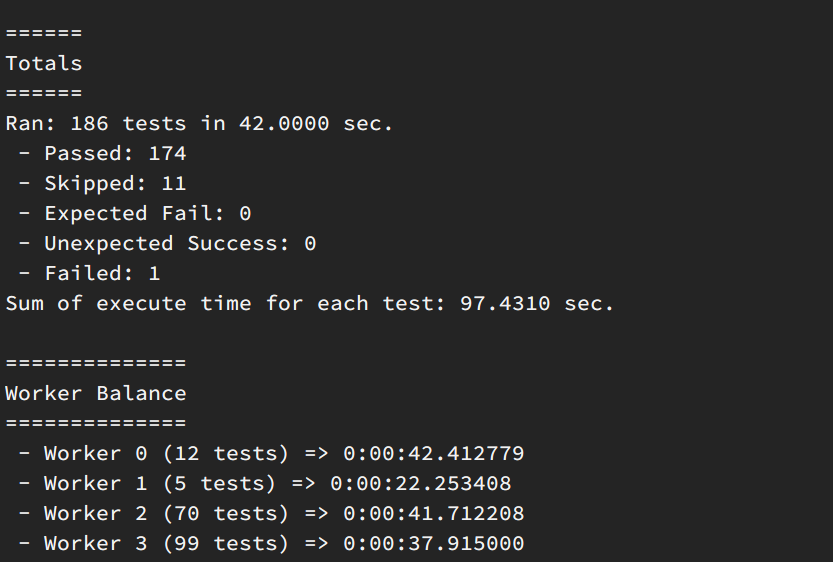 ======
Totals
======
Ran: 186 tests in 42.0000 sec.
 - Passed: 174
 - Skipped: 11
 - Expected Fail: 0
 - Unexpected Success: 0
 - Failed: 1
Sum of execute time for each test: 97.4310 sec.

==============
Worker Balance
==============
 - Worker 0 (12 tests) => 0:00:42.412779
 - Worker 1 (5 tests) => 0:00:22.253408
 - Worker 2 (70 tests) => 0:00:41.712208
 - Worker 3 (99 tests) => 0:00:37.915000